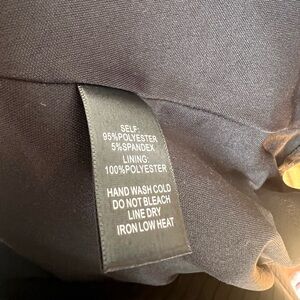 SELF:
95%POLYESTER
5%SPANDEX
LINING:
100%POLYESTER
HAND WASH COLD
DO NOT BLEACH
LINE DRY
IRON LOW HEAT